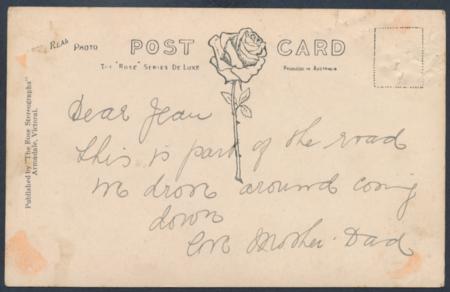 REAL PHOTO
POST CARD
THE "ROSE" SERIES DE LUXE
PRODUCED IN AUSTRALIA
Published by "The Rose Stereographs"
Armadale, Victoria.
Dear Jean
This is part of the road
we drove around coming
down
Love Mother Dad